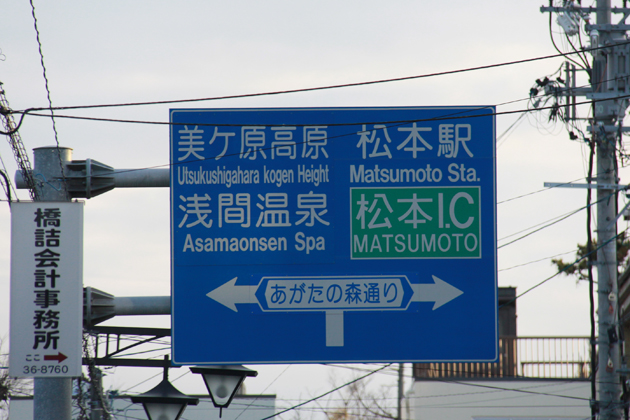 美ケ原高原
Utsukushigahara kogen Height
浅間温泉
Asamaonsen Spa
松本駅
Matsumoto Sta.
松本I.C
MATSUMOTO
あがたの森通り
橋詰会計事務所
ココ
36-8760